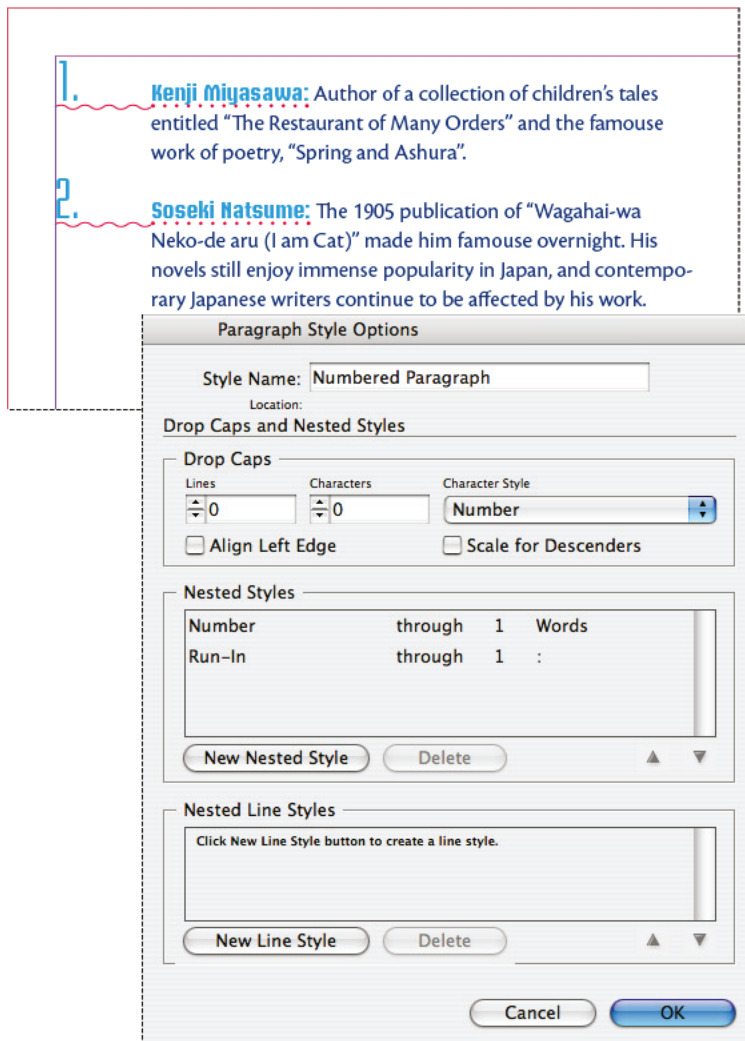 1. Kenji Miyasawa: Author of a collection of children’s tales
entitled “The Restaurant of Many Orders” and the famouse
work of poetry, “Spring and Ashura”.
2. Soseki Natsume: The 1905 publication of “Wagahai-wa
Neko-de aru (I am Cat)” made him famouse overnight. His
novels still enjoy immense popularity in Japan, and contempo-
rary Japanese writers continue to be affected by his work.
Paragraph Style Options
Style Name: Numbered Paragraph
Location:
Drop Caps and Nested Styles
Drop Caps
Lines Characters Character Style
0 0 Number
Align Left Edge Scale for Descenders
Nested Styles
Number through 1 Words
Run-In through 1 :
New Nested Style Delete
Nested Line Styles
Click New Line Style button to create a line style.
New Line Style Delete
Cancel OK